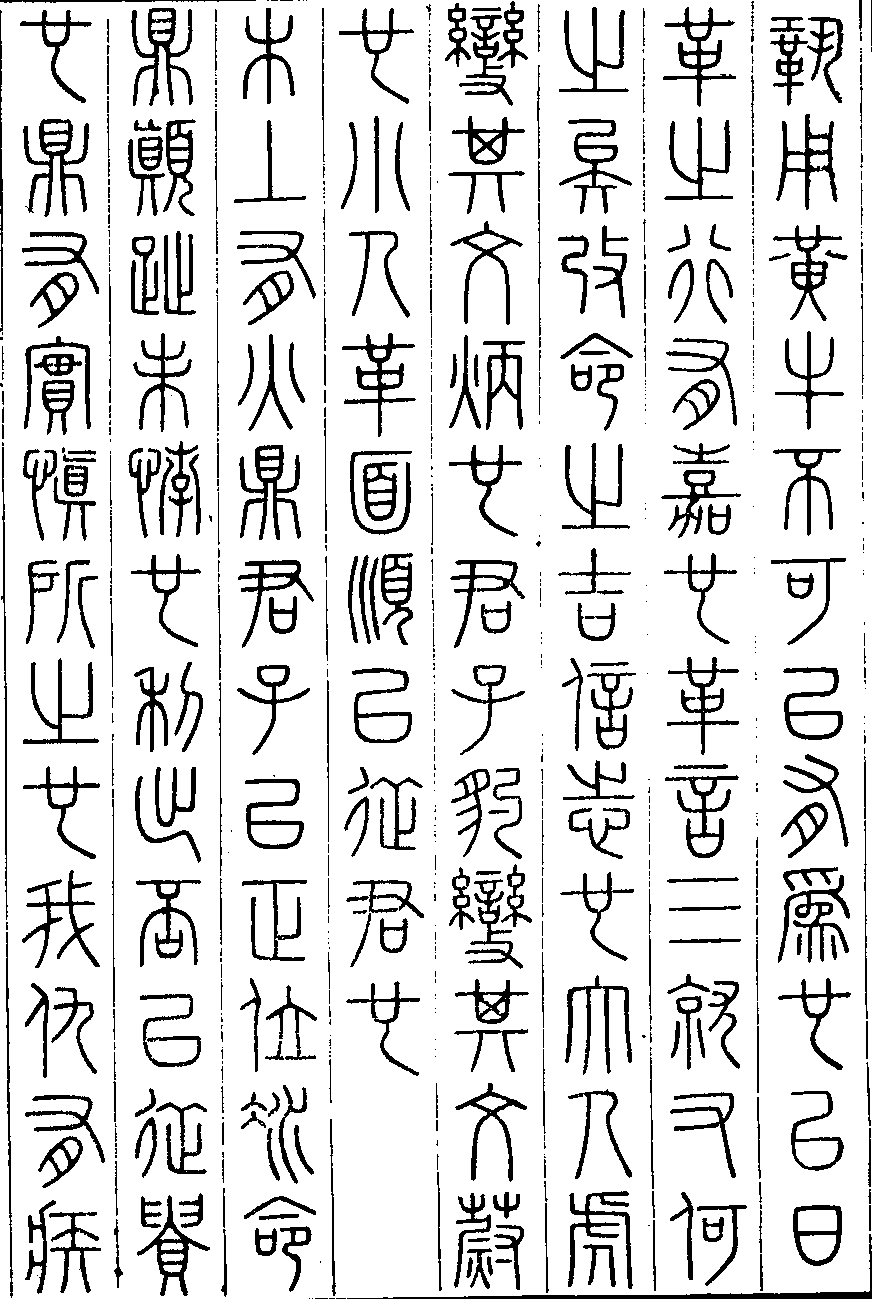 鞏用黃牛不可以有爲也巳日
革之行有嘉也革言三就又何
之矣改命之吉信志也大人虎
變其文炳也君子豹變其文蔚
也小人革面順以從君也
木上有火鼎君子以正位凝命
鼎顛趾未悖也利出否以從貴
也鼎有實慎所之也我仇有疾